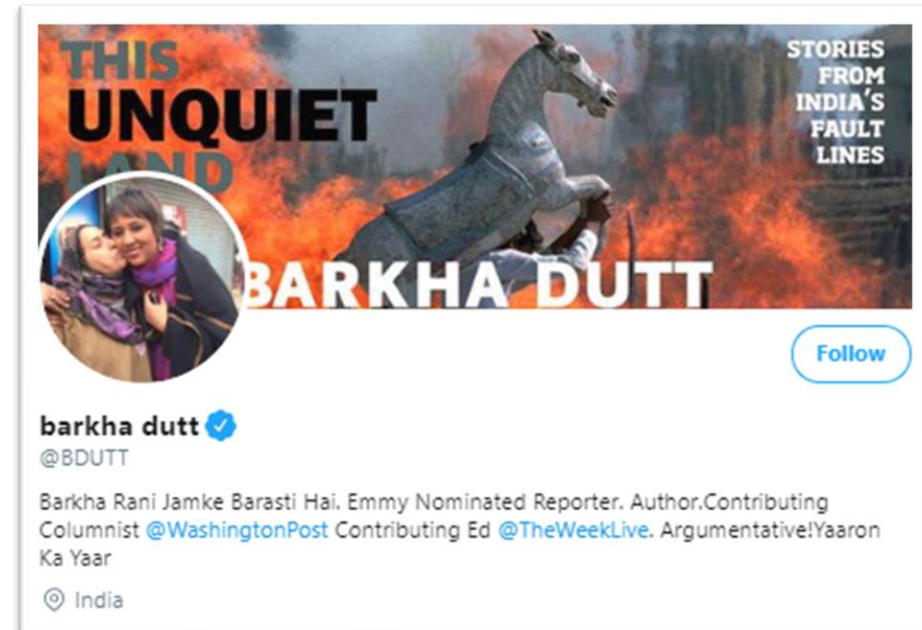 THIS
UNQUIET
LAND
STORIES
FROM
INDIA'S
FAULT
LINES
BARKHA DUTT
Follow
barkha dutt
@BDUTT
Barkha Rani Jamke Barasti Hai. Emmy Nominated Reporter. Author.Contributing
Columnist @WashingtonPost Contributing Ed @TheWeekLive. Argumentative!Yaaron
Ka Yaar
India